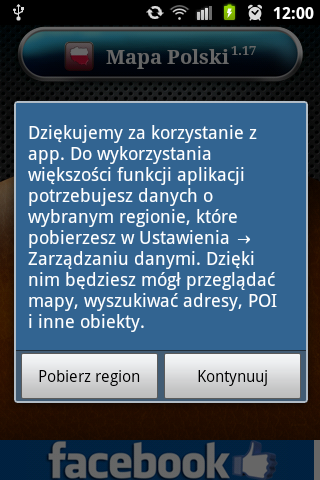 12:00
Mapa Polski 1.17
Dziękujemy za korzystanie z
app. Do wykorzystania
większości funkcji aplikacji
potrzebujesz danych o
wybranym regionie, które
pobierzesz w Ustawienia →
Zarządzaniu danymi. Dzięki
nim będziesz mógł przeglądać
mapy, wyszukiwać adresy, POI
i inne obiekty.
Pobierz region Kontynuuj
facebook